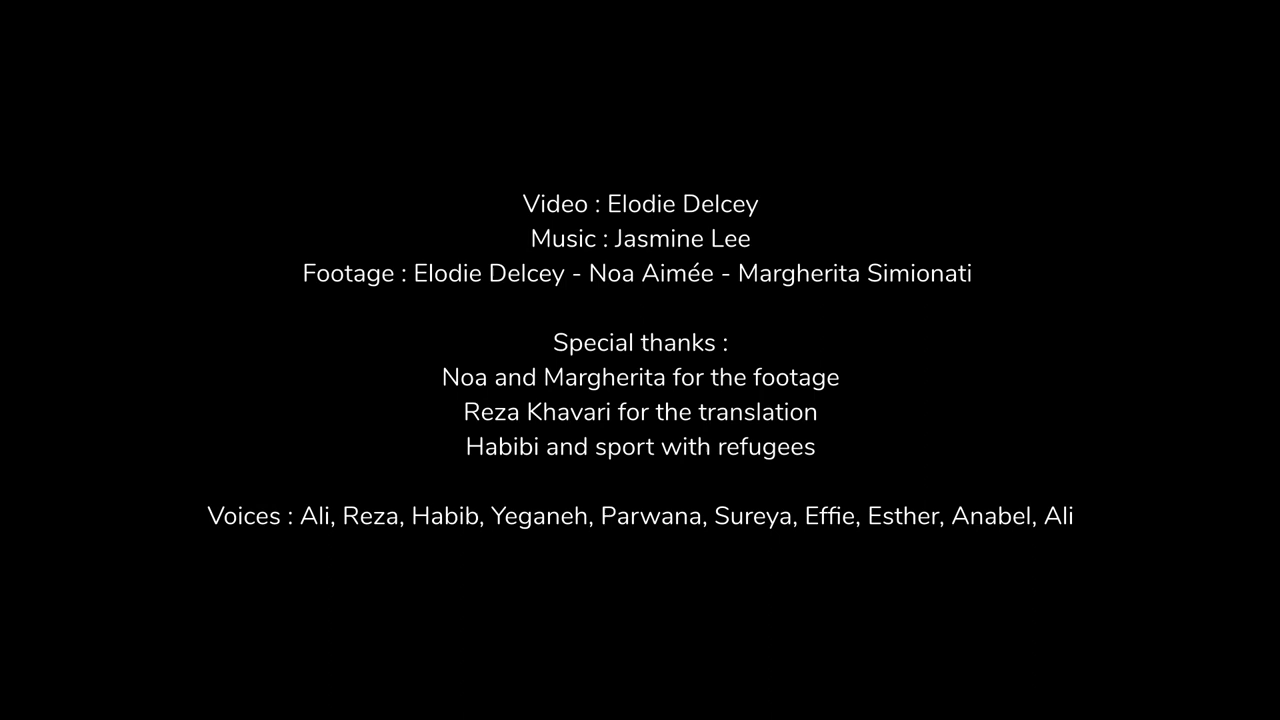 Video : Elodie Delcey
Music : Jasmine Lee
Footage : Elodie Delcey - Noa Aimée - Margherita Simionati
Special thanks :
Noa and Margherita for the footage
Reza Khavari for the translation
Habibi and sport with refugees
Voices : Ali, Reza, Habib, Yeganeh, Parwana, Sureya, Effie, Esther, Anabel, Ali